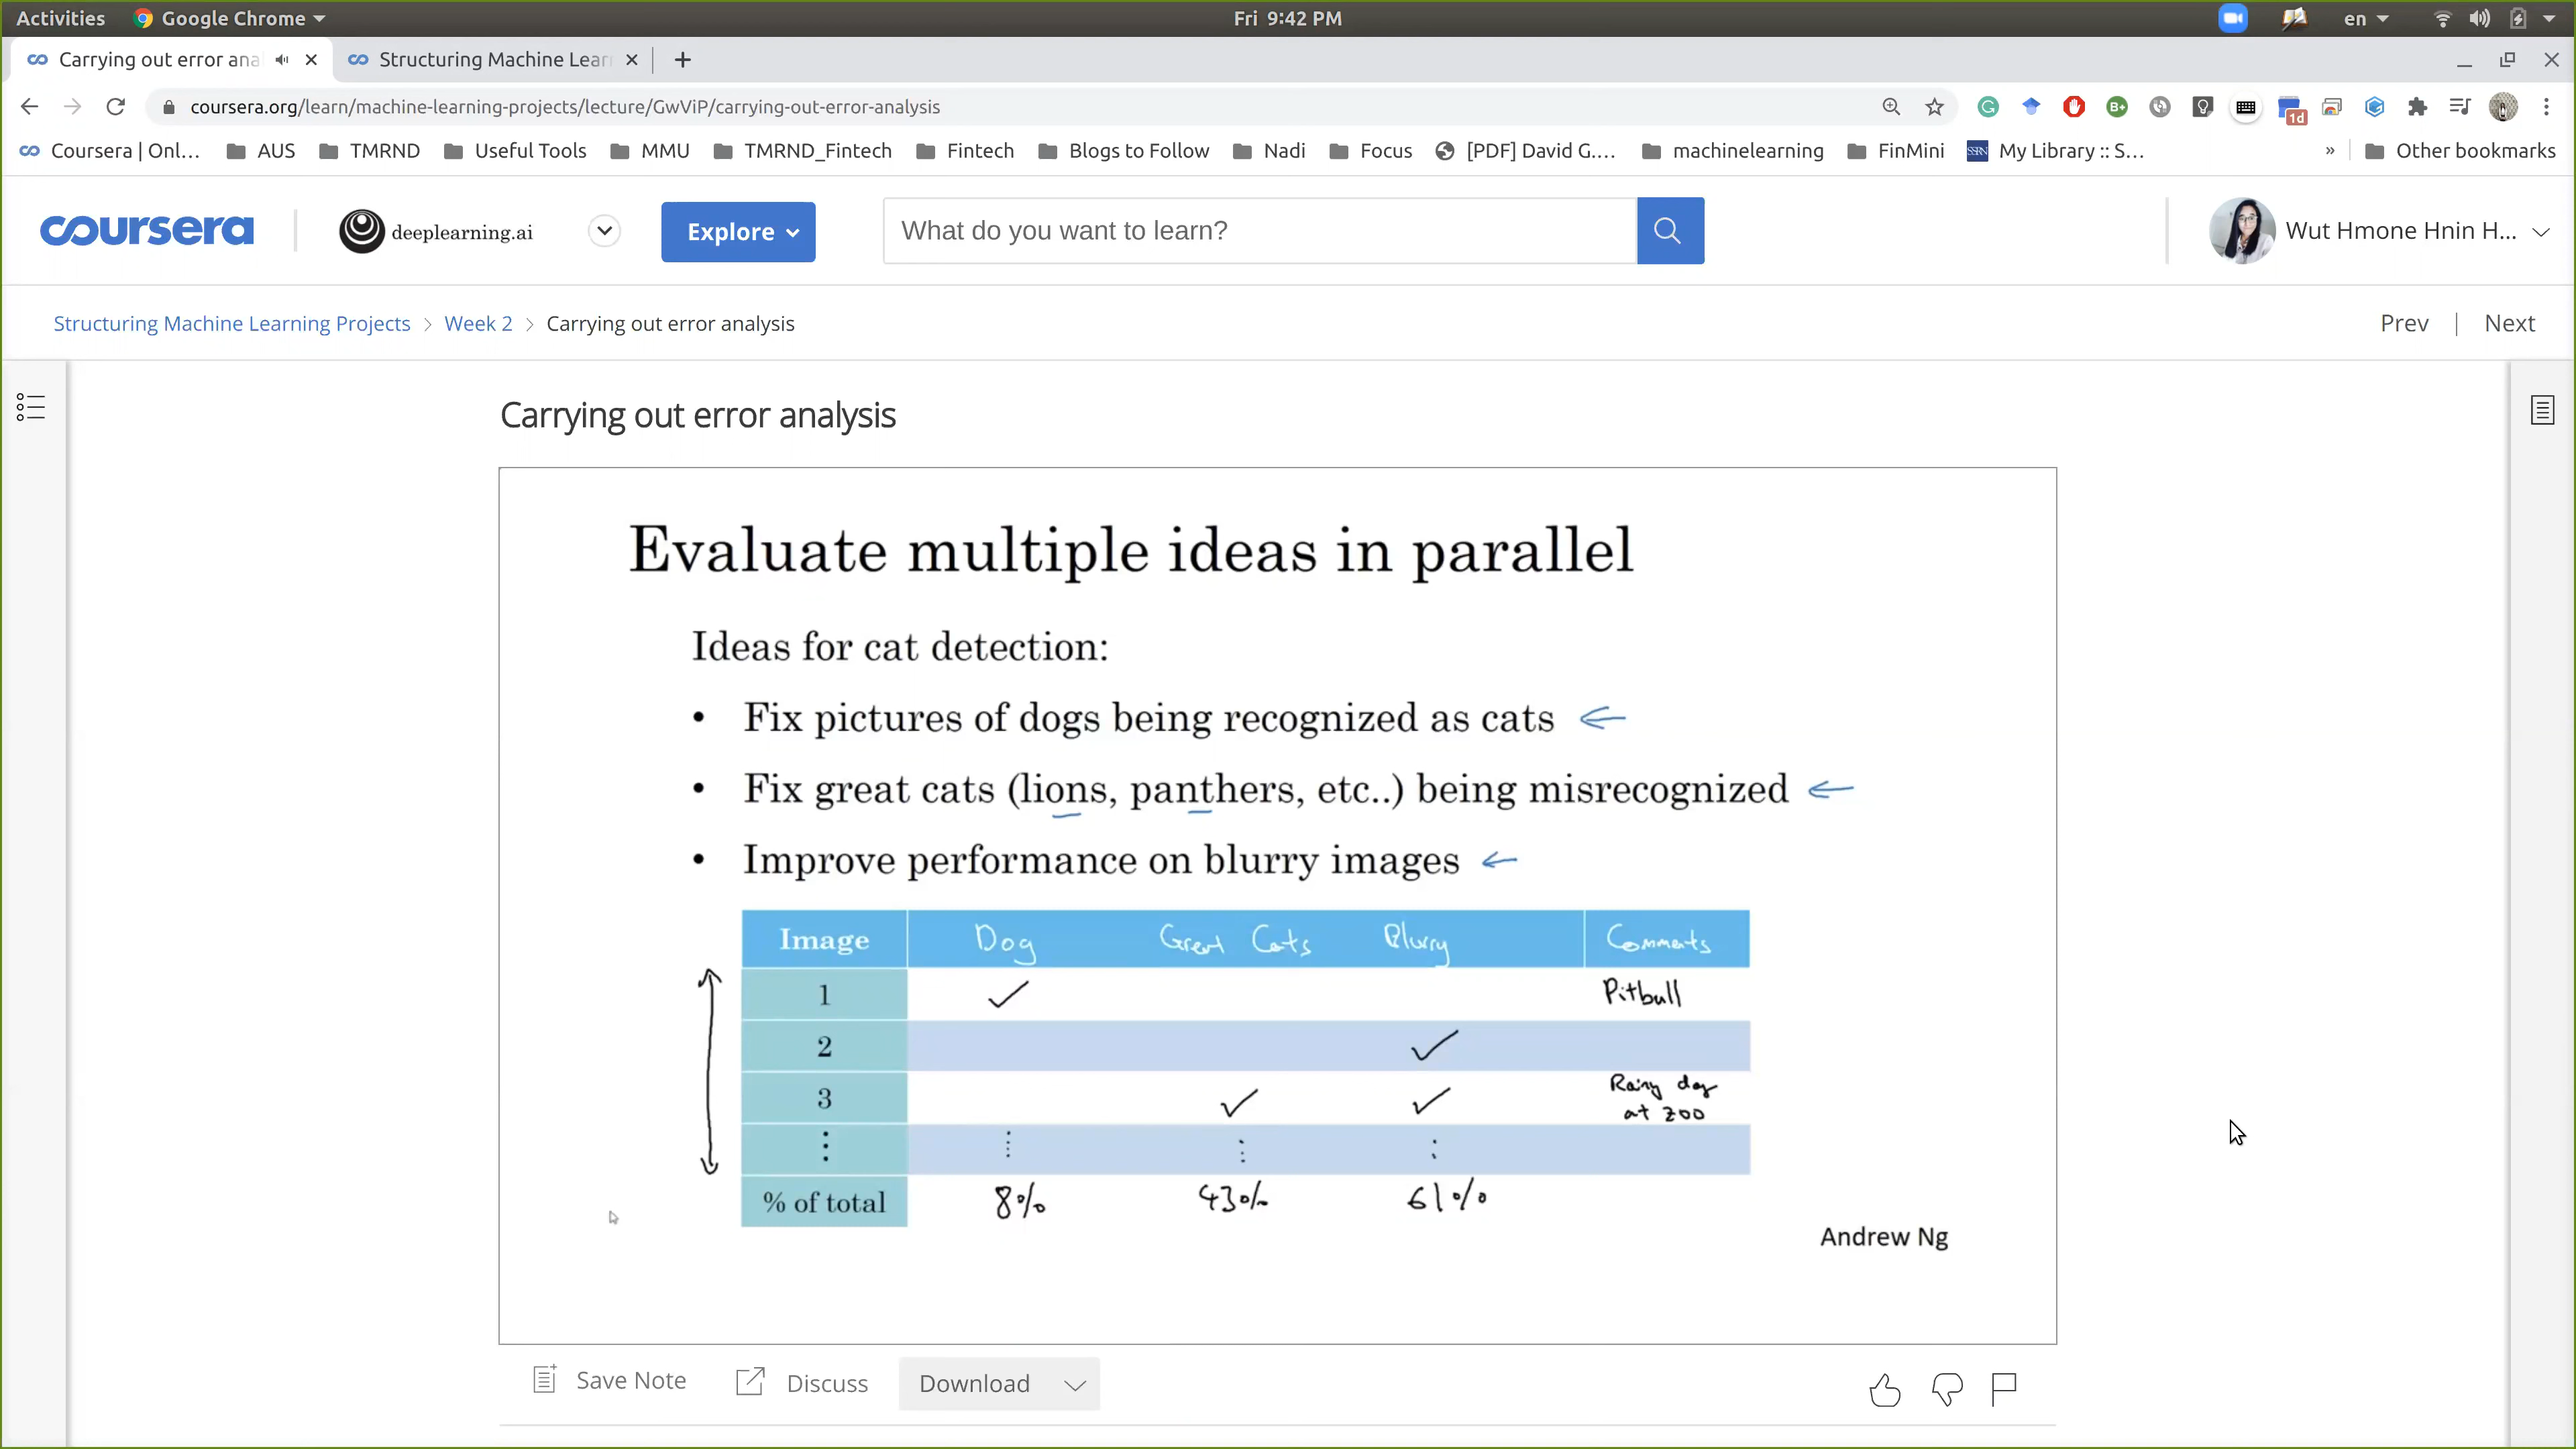 Activities Google Chrome Fri 9:42 PM en
Carrying out error ana Structuring Machine Lear
coursera.org/learn/machine-learning-projects/lecture/GwViP/carrying-out-error-analysis B+ 1d
Coursera | Onl... AUS TMRND Useful Tools MMU TMRND_Fintech Fintech Blogs to Follow Nadi Focus [PDF] David G.... machinelearning FinMini SSRN My Library :: S... » Other bookmarks
coursera deeplearning.ai Explore What do you want to learn? Wut Hmone Hnin H...
Structuring Machine Learning Projects > Week 2 > Carrying out error analysis Prev | Next
Carrying out error analysis
Evaluate multiple ideas in parallel
Ideas for cat detection:
• Fix pictures of dogs being recognized as cats ←
• Fix great cats (lions, panthers, etc..) being misrecognized ←
• Improve performance on blurry images ←
Image Dog Great Cats Blurry Comments
1 ✓ Pitbull
2 ✓
3 ✓ ✓ Rainy day at zoo
⋮ ⋮ ⋮ ⋮
% of total 8% 43% 61%
Andrew Ng
Save Note Discuss Download